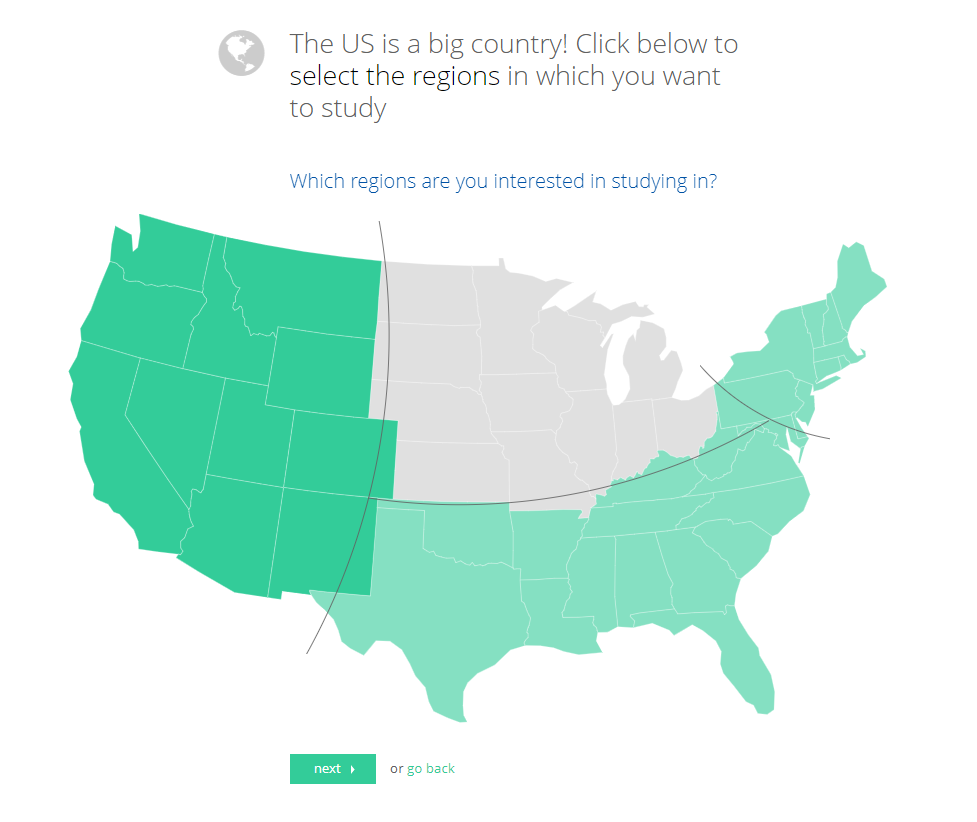 The US is a big country! Click below to
select the regions in which you want
to study
Which regions are you interested in studying in?
next
or go back